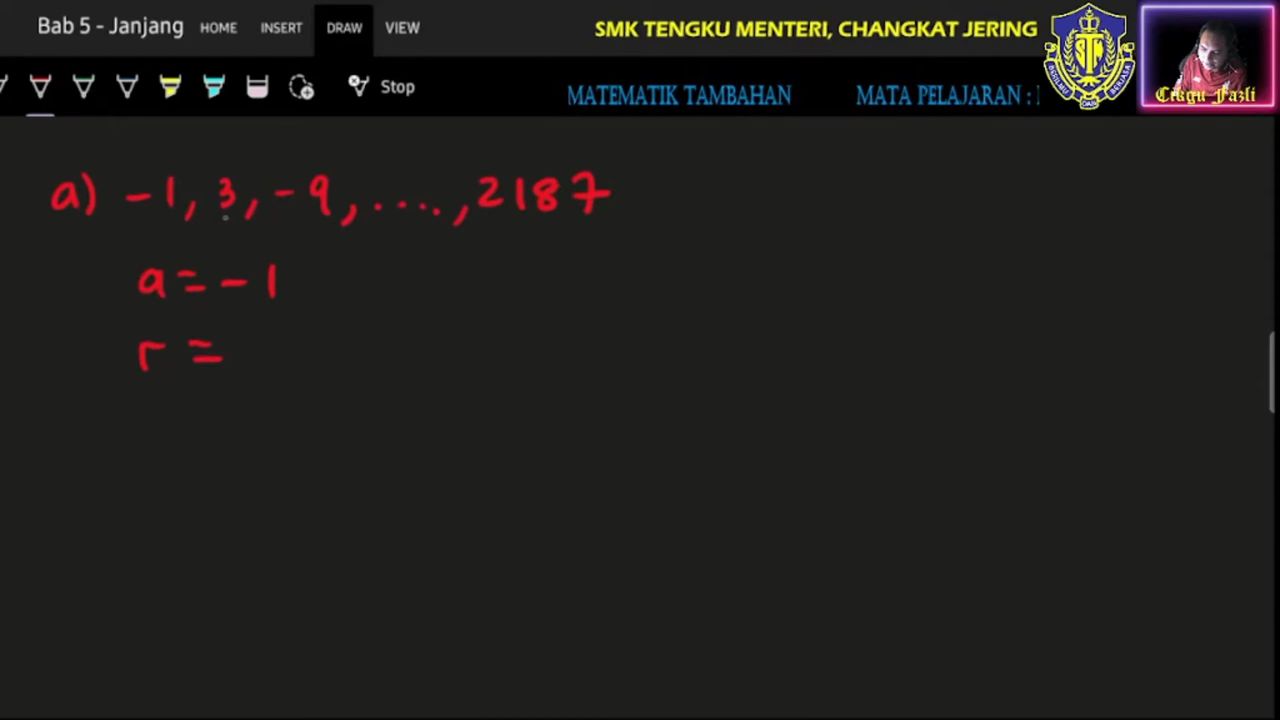 Bab 5 - Janjang HOME INSERT DRAW VIEW
SMK TENGKU MENTERI, CHANGKAT JERING
Stop
MATEMATIK TAMBAHAN MATA PELAJARAN :
Cikgu Fazli
a) -1, 3, -9, ...., 2187
a = -1
r =